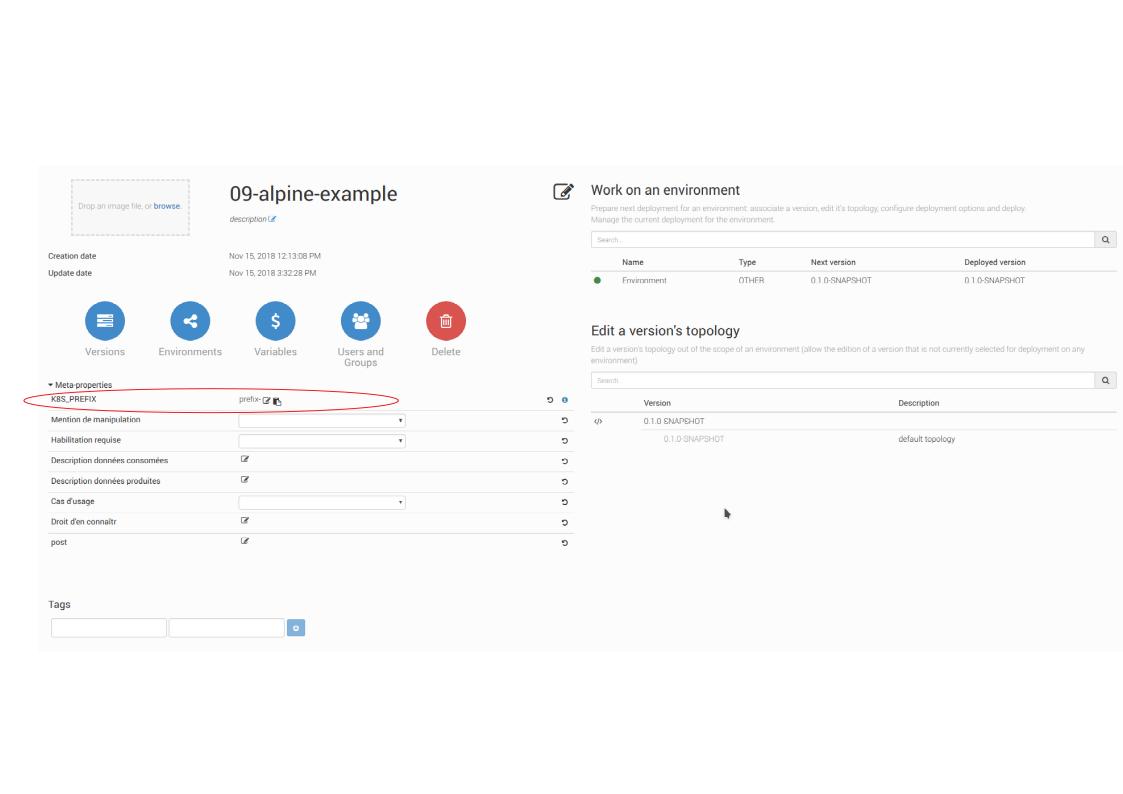 Drop an image file, or browse.
09-alpine-example
description
Creation date Nov 15, 2018 12:13:08 PM
Update date Nov 15, 2018 3:32:28 PM
Versions
Environments
Variables
Users and
Groups
Delete
Meta-properties
K8S_PREFIX prefix-
Mention de manipulation
Habilitation requise
Description données consomées
Description données produites
Cas d'usage
Droit d'en connaîtr
post
Tags
Work on an environment
Prepare next deployment for an environment: associate a version, edit it's topology, configure deployment options and deploy.
Manage the current deployment for the environment.
Search...
Name Type Next version Deployed version
Environment OTHER 0.1.0-SNAPSHOT 0.1.0-SNAPSHOT
Edit a version's topology
Edit a version's topology out of the scope of an environment (allow the edition of a version that is not currently selected for deployment on any
environment)
Search
Version Description
0.1.0-SNAPSHOT
0.1.0-SNAPSHOT default topology